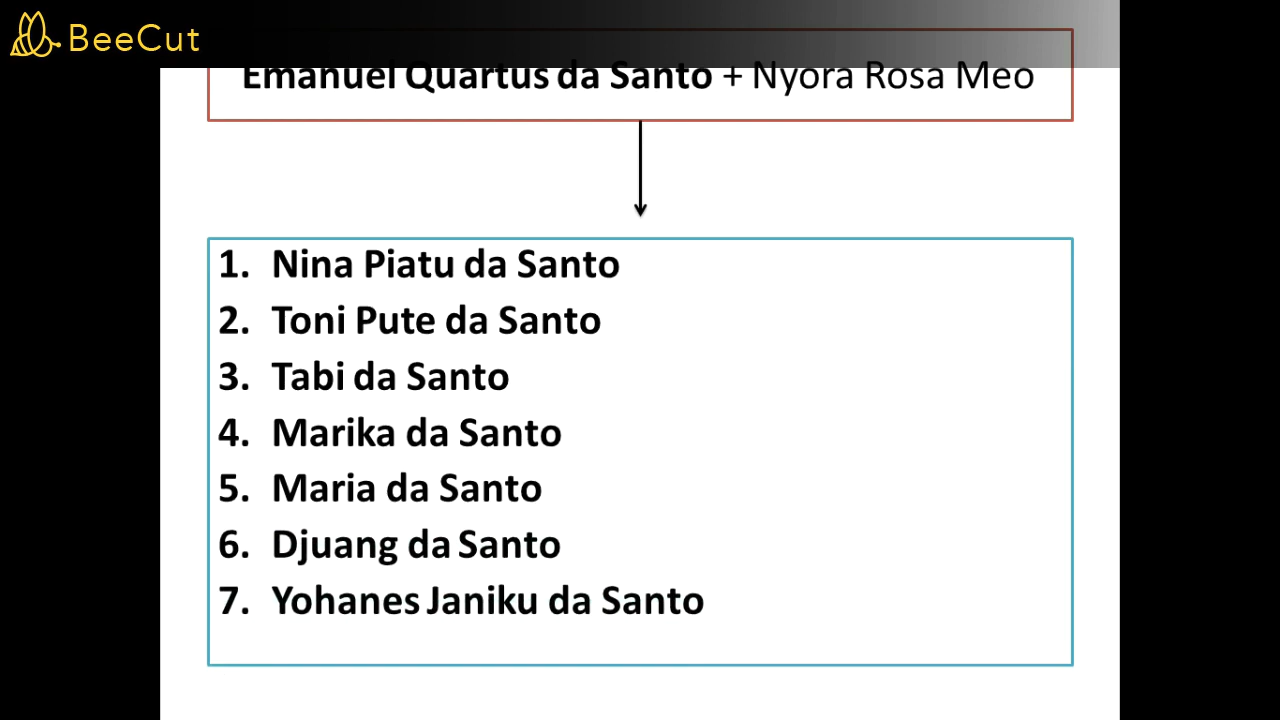 BeeCut
Emanuel Quartus da Santo + Nyora Rosa Meo
1. Nina Piatu da Santo
2. Toni Pute da Santo
3. Tabi da Santo
4. Marika da Santo
5. Maria da Santo
6. Djuang da Santo
7. Yohanes Janiku da Santo